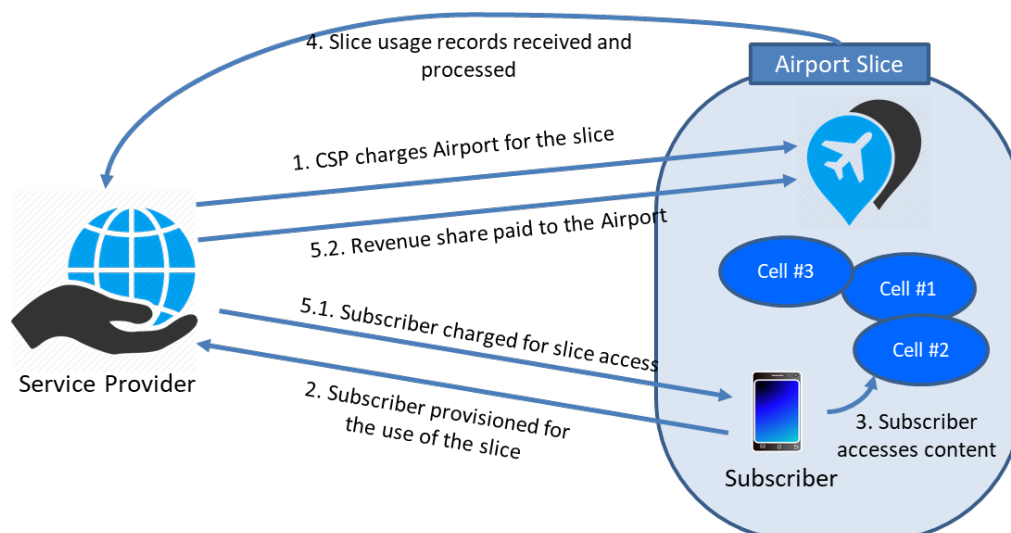 4. Slice usage records received and
processed
Airport Slice
1. CSP charges Airport for the slice
5.2. Revenue share paid to the Airport
Cell #3
Cell #1
Cell #2
5.1. Subscriber charged for slice access
Service Provider
2. Subscriber provisioned for
the use of the slice
3. Subscriber
accesses content
Subscriber